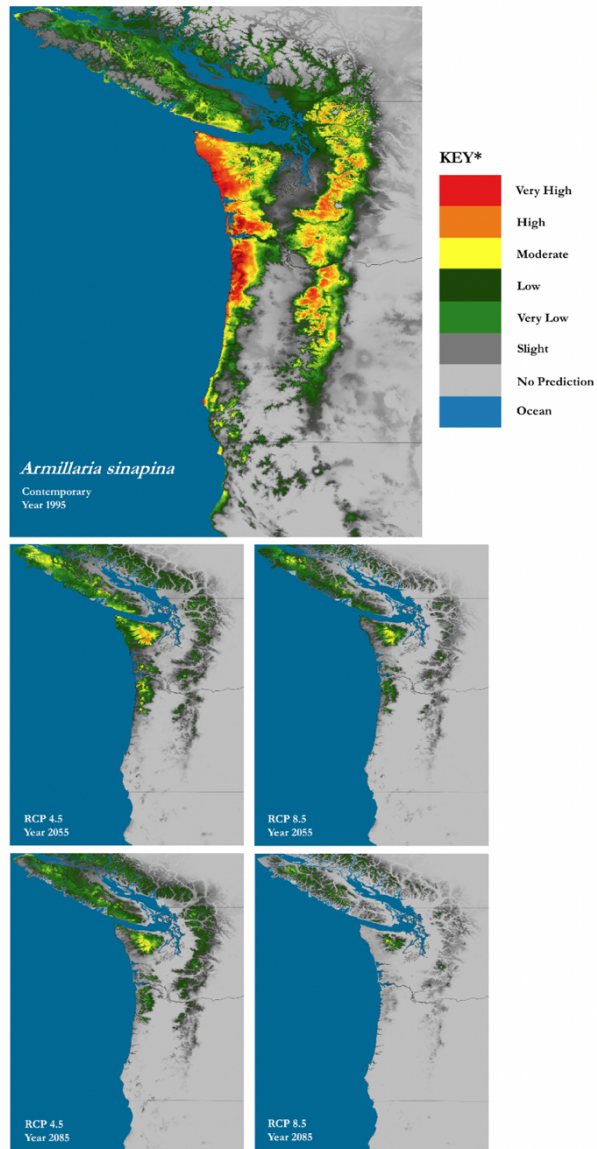 KEY*
Very High
High
Moderate
Low
Very Low
Slight
No Prediction
Ocean
Armillaria sinapina
Contemporary
Year 1995
RCP 4.5
Year 2055
RCP 8.5
Year 2055
RCP 4.5
Year 2085
RCP 8.5
Year 2085